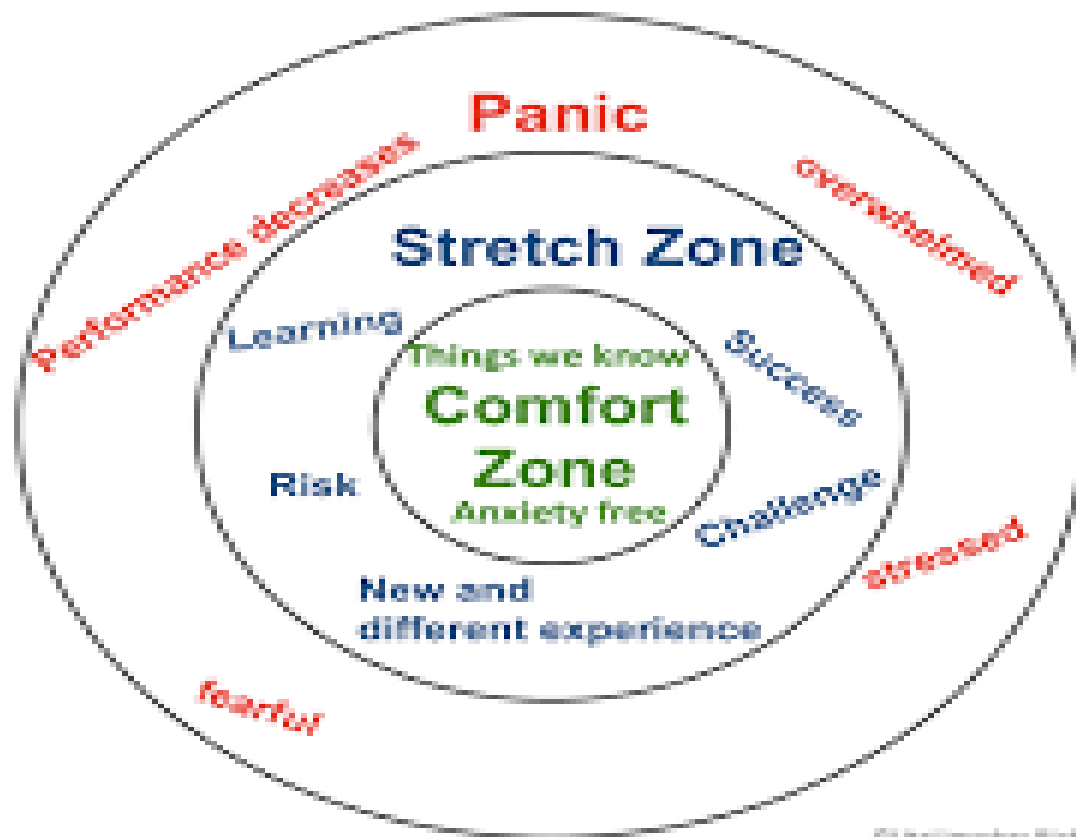 Panic
Performance decreases
overwhelmed
Stretch Zone
Learning
Success
Things we know
Comfort
Zone
Anxiety free
Risk
Challenge
stressed
New and
different experience
fearful